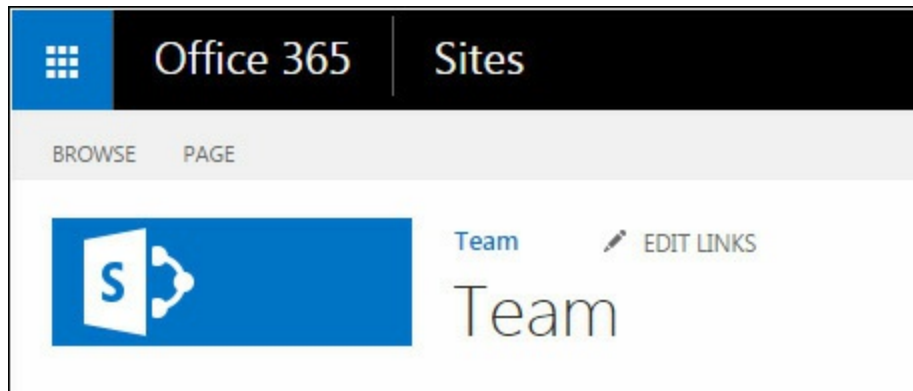 Office 365 Sites
BROWSE PAGE
S
Team EDIT LINKS
Team